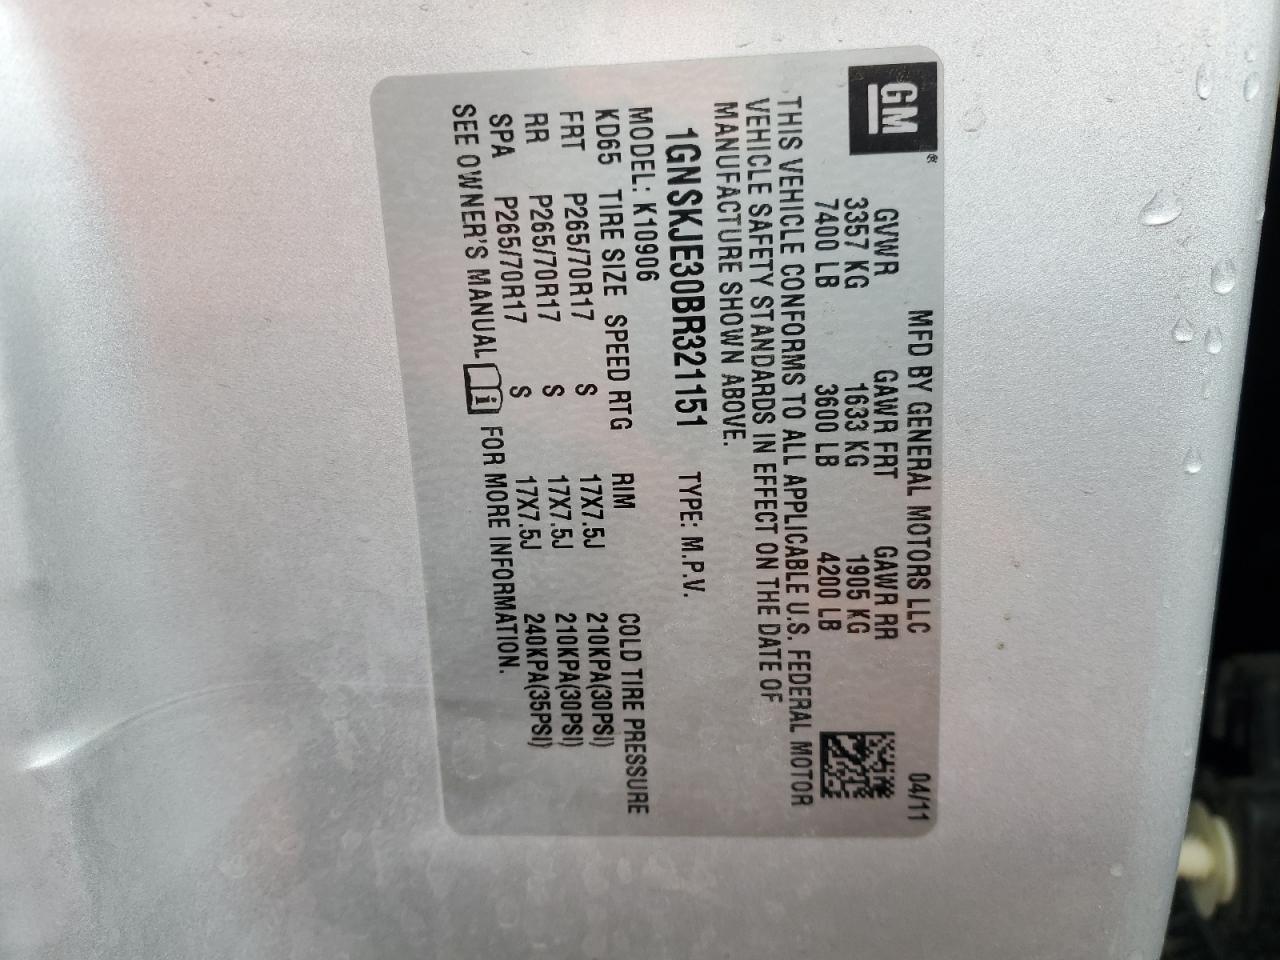 GM®
MFD BY GENERAL MOTORS LLC 04/11
GVWR GAWR FRT GAWR RR
3357 KG 1633 KG 1905 KG
7400 LB 3600 LB 4200 LB
THIS VEHICLE CONFORMS TO ALL APPLICABLE U.S. FEDERAL MOTOR
VEHICLE SAFETY STANDARDS IN EFFECT ON THE DATE OF
MANUFACTURE SHOWN ABOVE.
1GNSKJE30BR321151 TYPE: M.P.V.
MODEL: K10906
KD65 TIRE SIZE SPEED RTG RIM COLD TIRE PRESSURE
FRT P265/70R17 S 17X7.5J 210KPA(30PSI)
RR P265/70R17 S 17X7.5J 210KPA(30PSI)
SPA P265/70R17 S 17X7.5J 240KPA(35PSI)
SEE OWNER'S MANUAL i FOR MORE INFORMATION.